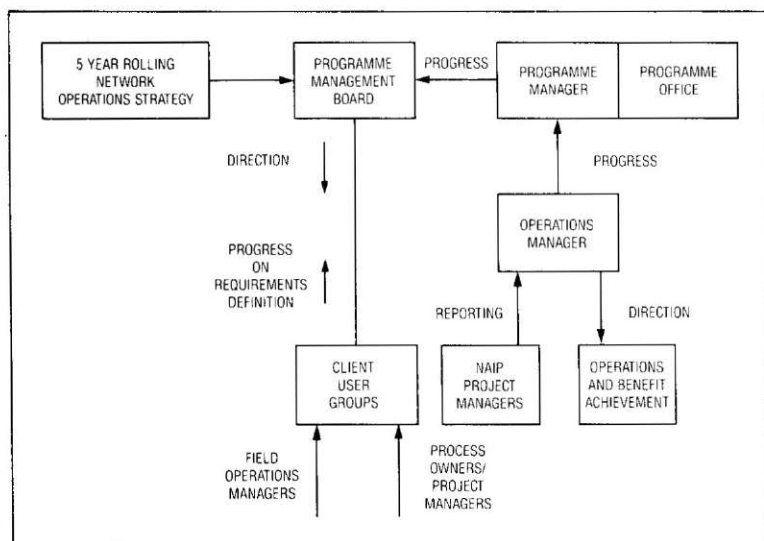 5 YEAR ROLLING
NETWORK
OPERATIONS STRATEGY
PROGRAMME
MANAGEMENT
BOARD
PROGRESS
PROGRAMME
MANAGER
PROGRAMME
OFFICE
DIRECTION
PROGRESS
OPERATIONS
MANAGER
PROGRESS
ON
REQUIREMENTS
DEFINITION
REPORTING
DIRECTION
CLIENT
USER
GROUPS
NAIP
PROJECT
MANAGERS
OPERATIONS
AND BENEFIT
ACHIEVEMENT
FIELD
OPERATIONS
MANAGERS
PROCESS
OWNERS/
PROJECT
MANAGERS